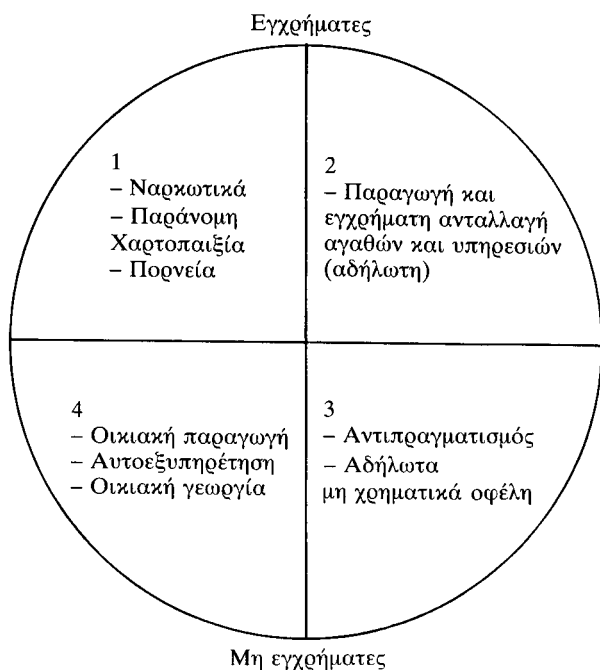 Εγχρήματες
1
– Ναρκωτικά
– Παράνομη
Χαρτοπαιξία
– Πορνεία
2
– Παραγωγή και
εγχρήματη ανταλλαγή
αγαθών και υπηρεσιών
(αδήλωτη)
4
– Οικιακή παραγωγή
– Αυτοεξυπηρέτηση
– Οικιακή γεωργία
3
– Αντιπραγματισμός
– Αδήλωτα
μη χρηματικά οφέλη
Μη εγχρήματες